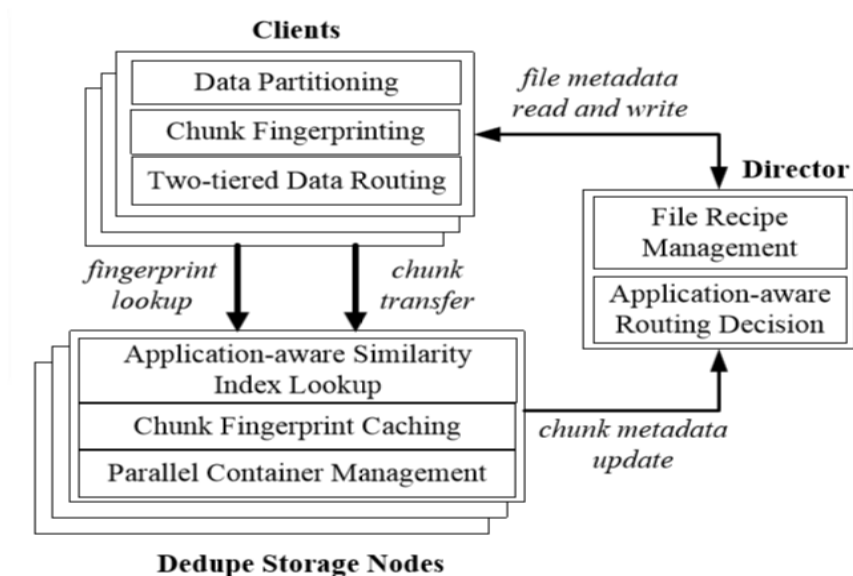 Clients
Data Partitioning
Chunk Fingerprinting
Two-tiered Data Routing
file metadata
read and write
Director
File Recipe
Management
Application-aware
Routing Decision
fingerprint
lookup
chunk
transfer
Application-aware Similarity
Index Lookup
Chunk Fingerprint Caching
Parallel Container Management
chunk metadata
update
Dedupe Storage Nodes